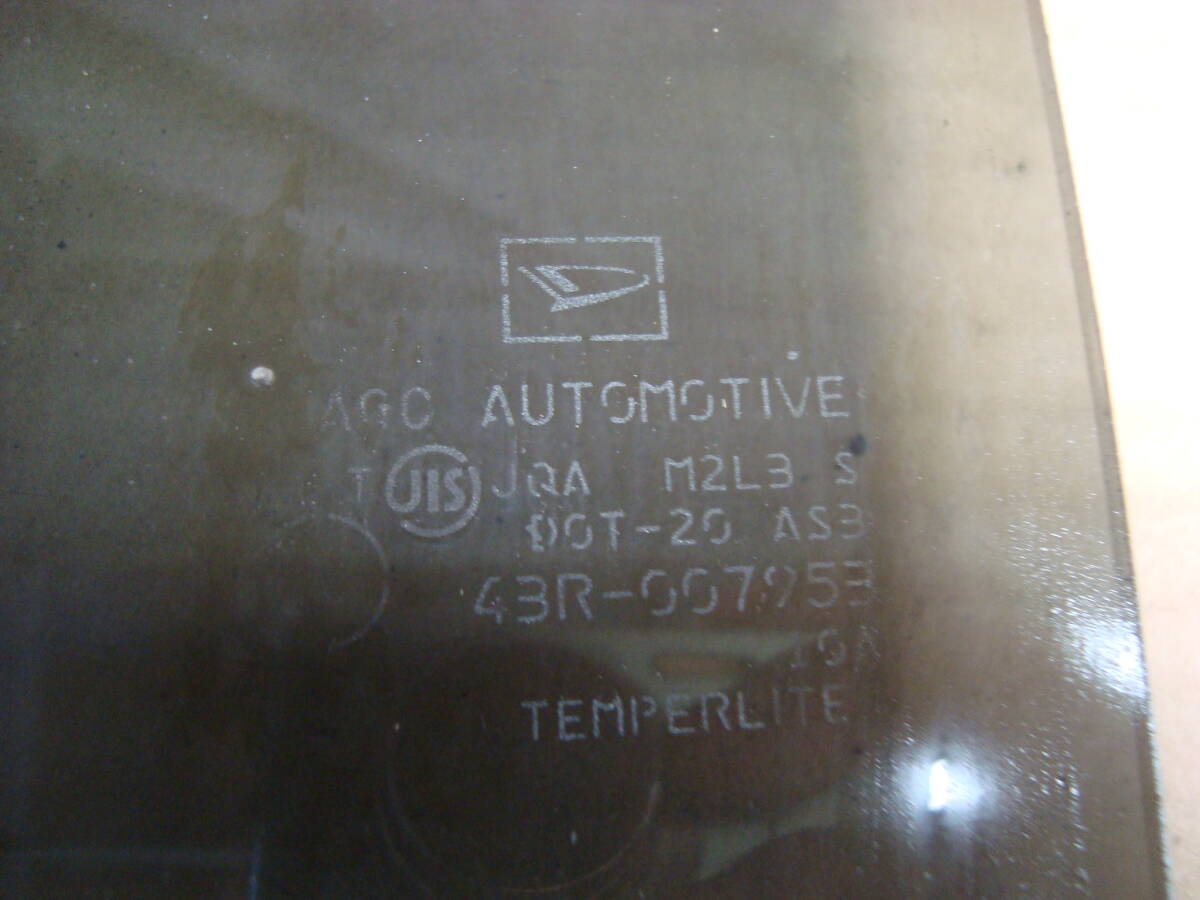 AGC AUTOMOTIVE
T JIS JQA M2L3 S
DOT-20 AS3
43R-007953
TEMPERLITE